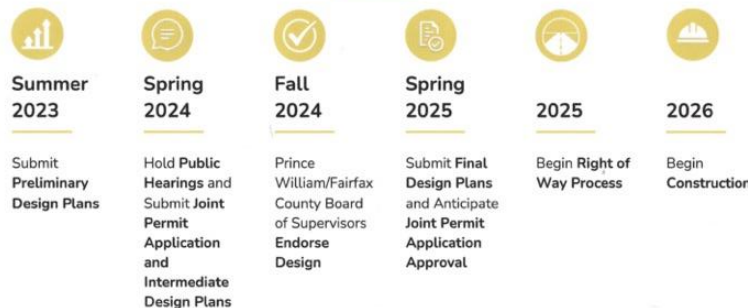 Summer
2023
Submit
Preliminary
Design Plans
Spring
2024
Hold Public
Hearings and
Submit Joint
Permit
Application
and
Intermediate
Design Plans
Fall
2024
Prince
William/Fairfax
County Board
of Supervisors
Endorse
Design
Spring
2025
Submit Final
Design Plans
and Anticipate
Joint Permit
Application
Approval
2025
Begin Right of
Way Process
2026
Begin
Construction